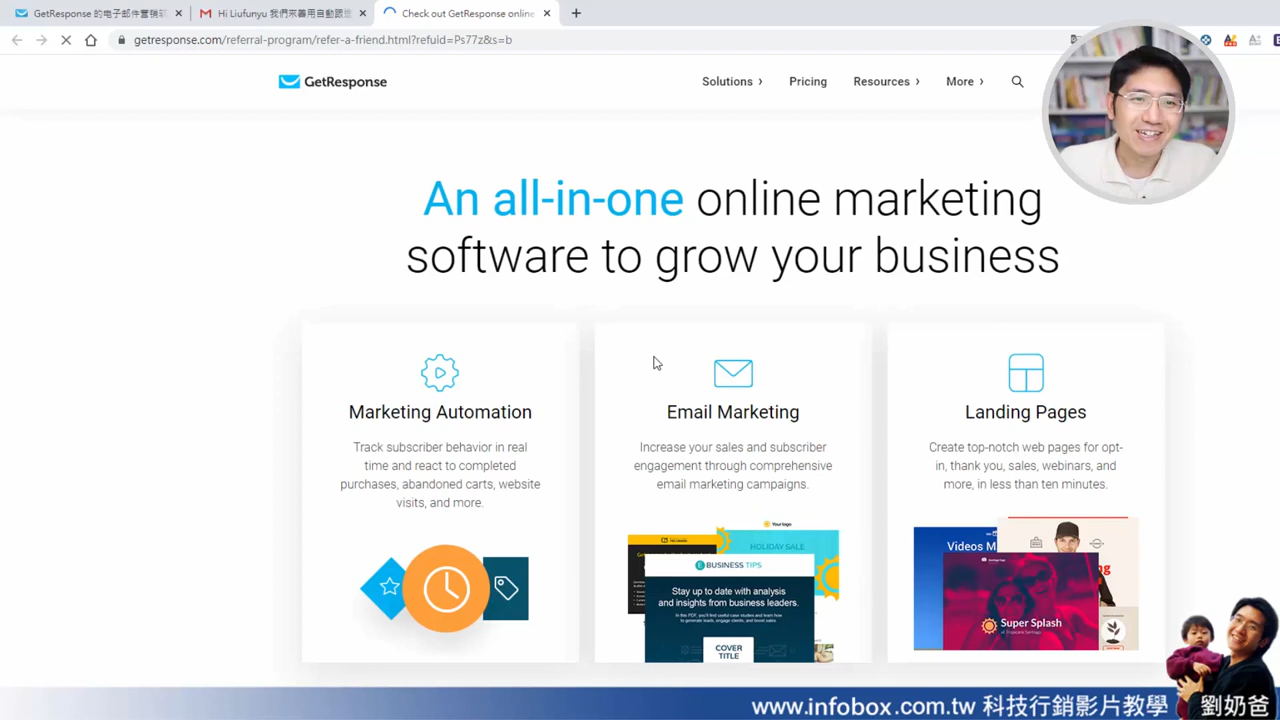 GetResponse 的電子郵件營銷
Hi Liufunyu 我們來善用自動跟進
Check out GetResponse online
getresponse.com/referral-program/refer-a-friend.html?refuid=Ps77z&s=b
GetResponse
Solutions
Pricing
Resources
More
An all-in-one online marketing
software to grow your business
Marketing Automation
Track subscriber behavior in real
time and react to completed
purchases, abandoned carts, website
visits, and more.
Email Marketing
Increase your sales and subscriber
engagement through comprehensive
email marketing campaigns.
Your logo
HOLIDAY SALE
BUSINESS TIPS
Stay up to date with analysis
and insights from business leaders.
COVER
TITLE
Landing Pages
Create top-notch web pages for opt-
in, thank you, sales, webinars, and
more, in less than ten minutes.
Videos M
Super Splash
www.infobox.com.tw 科技行銷影片教學
劉奶爸